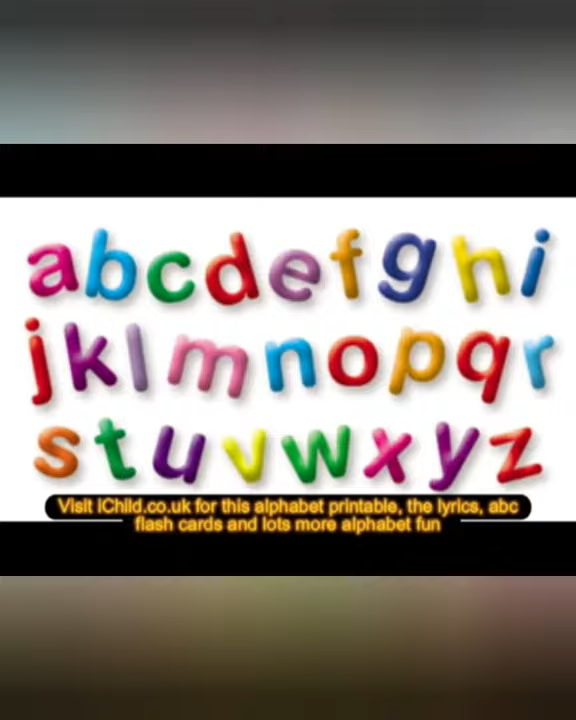 abcdefghi
jklmnopqr
stuvwxyz
Visit iChild.co.uk for this alphabet printable, the lyrics, abc
flash cards and lots more alphabet fun